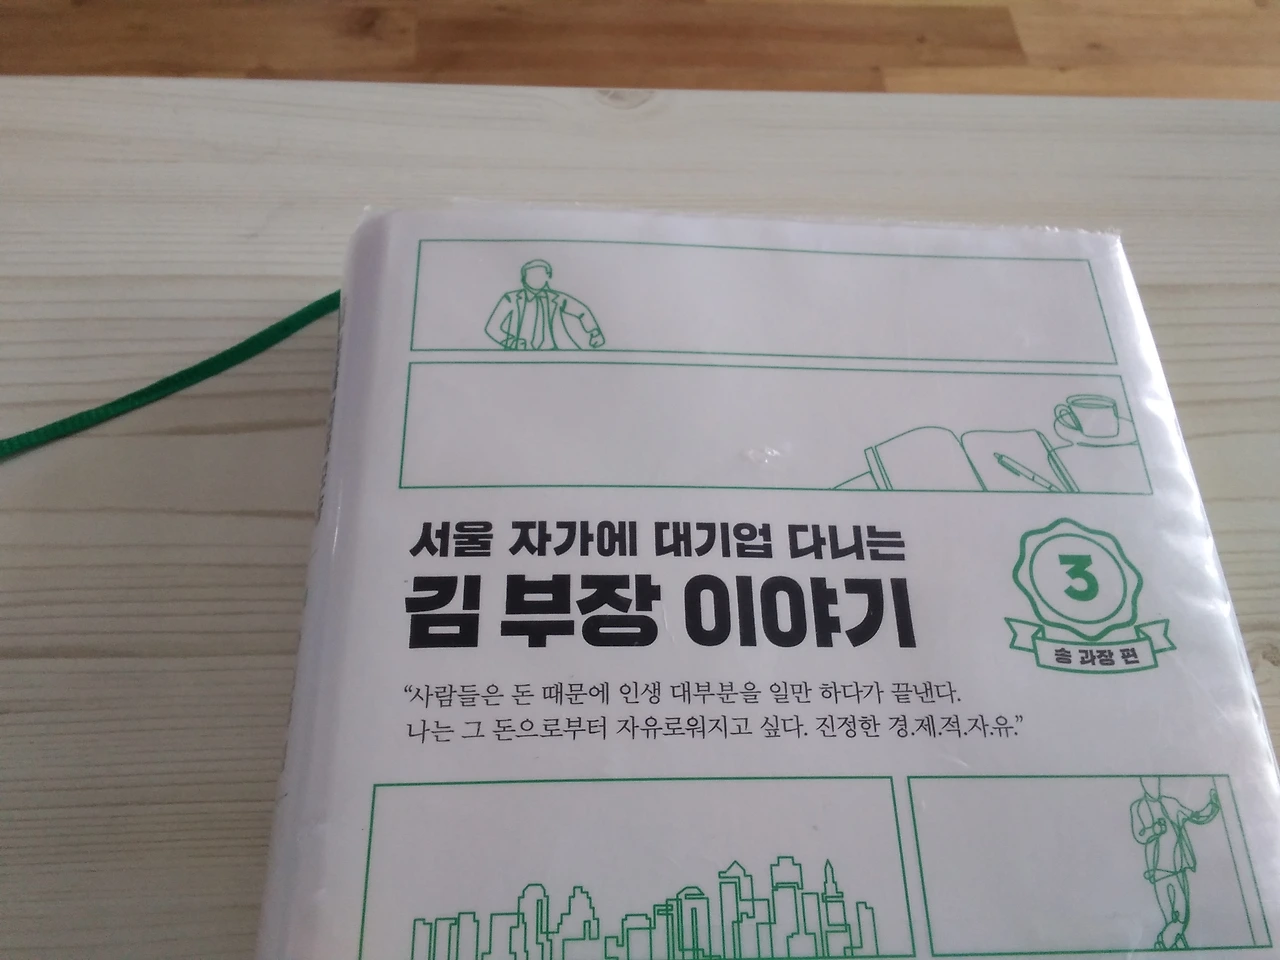 서울 자가에 대기업 다니는
김 부장 이야기
3
송 과장 편
“사람들은 돈 때문에 인생 대부분을 일만 하다가 끝낸다.
나는 그 돈으로부터 자유로워지고 싶다. 진정한 경.제.적.자.유.”